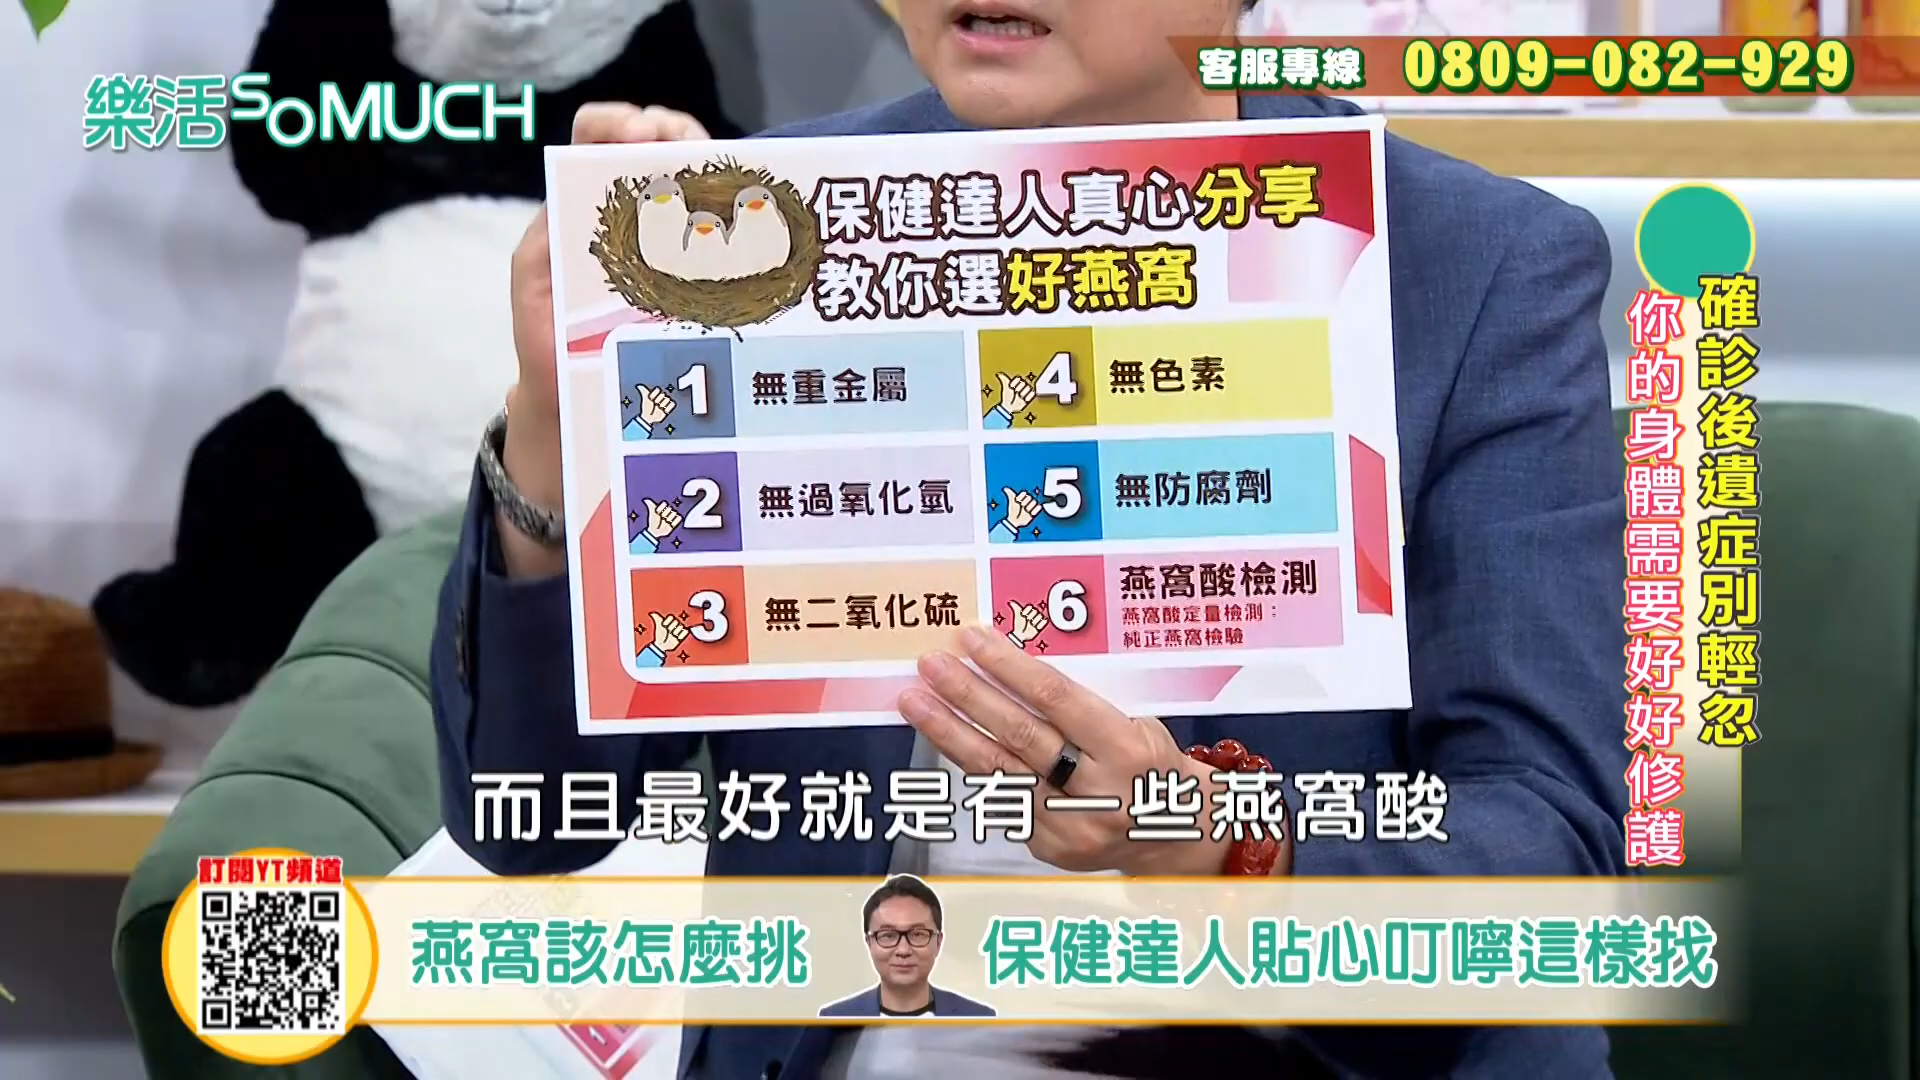 樂活SOMUCH
客服專線 0809-082-929
保健達人真心分享
教你選好燕窩
1 無重金屬
2 無過氧化氫
3 無二氧化硫
4 無色素
5 無防腐劑
6 燕窩酸檢測
燕窩酸定量檢測：
純正燕窩檢驗
確診後遺症別輕忽
你的身體需要好好修護
而且最好就是有一些燕窩酸
訂閱YT頻道
燕窩該怎麼挑
保健達人貼心叮嚀這樣找